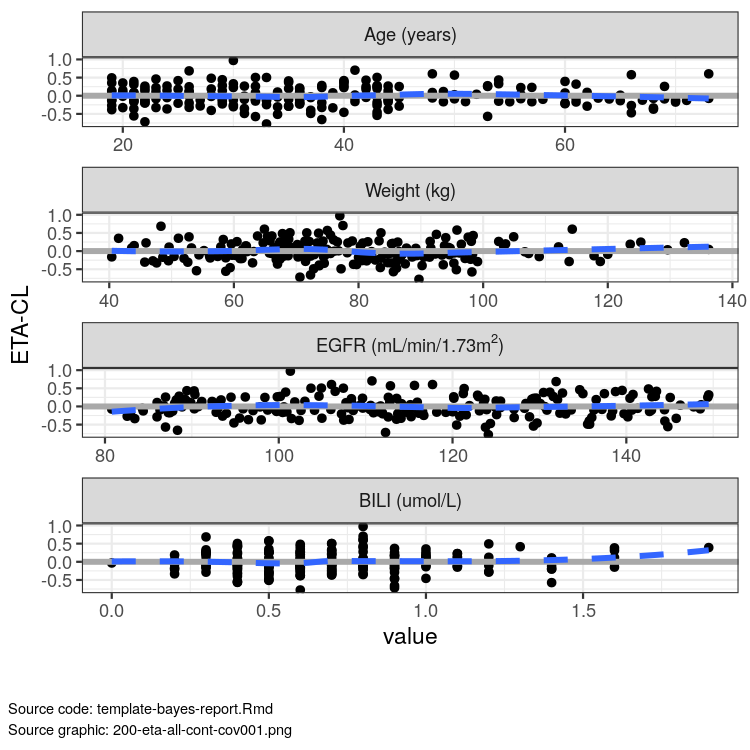 Age (years)
1.0
0.5
0.0
-0.5
20 40 60
Weight (kg)
1.0
0.5
0.0
-0.5
40 60 80 100 120 140
ETA-CL
EGFR (mL/min/1.73m²)
1.0
0.5
0.0
-0.5
80 100 120 140
BILI (umol/L)
1.0
0.5
0.0
-0.5
0.0 0.5 1.0 1.5
value
Source code: template-bayes-report.Rmd
Source graphic: 200-eta-all-cont-cov001.png